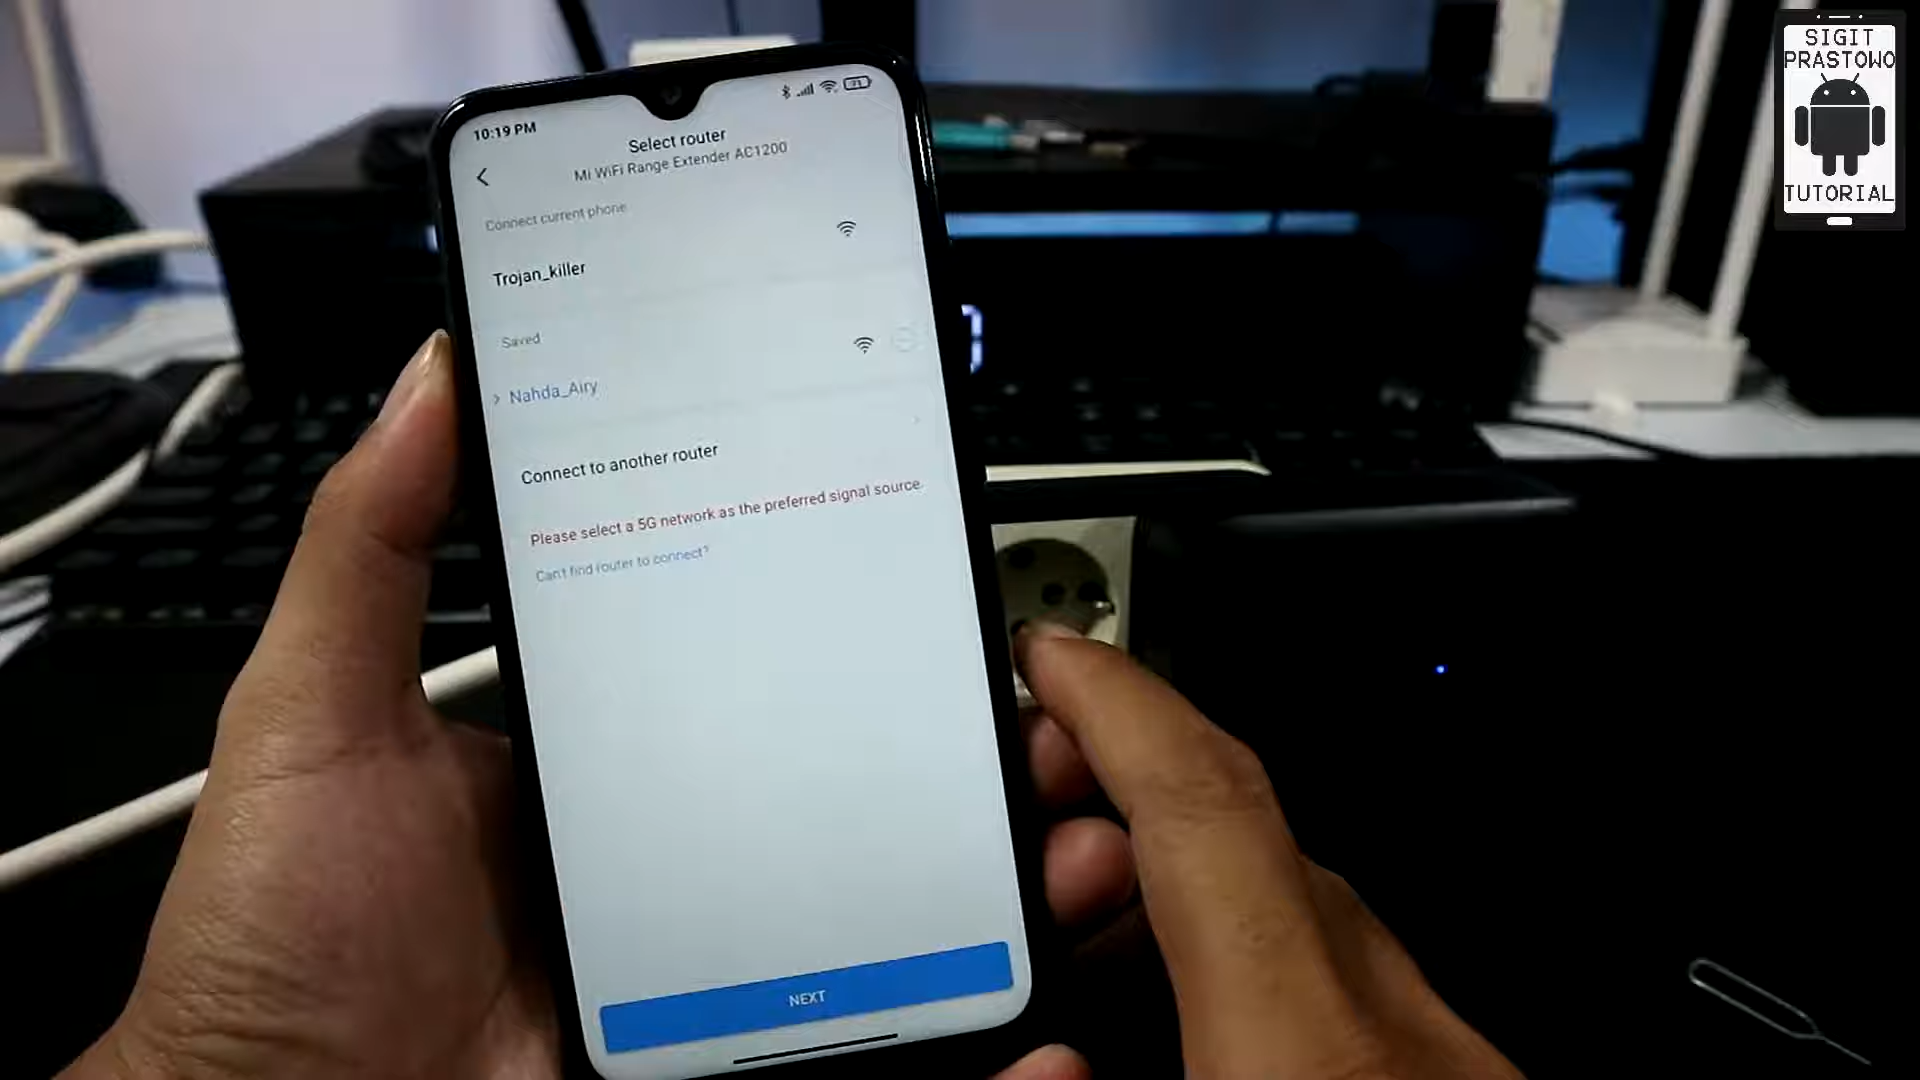 SIGIT
PRASTOWO
TUTORIAL
10:19 PM
Select router
Mi WiFi Range Extender AC1200
Connect current phone
Trojan_killer
Saved
Nahda_Airy
Connect to another router
Please select a 5G network as the preferred signal source.
Can't find router to connect?
NEXT